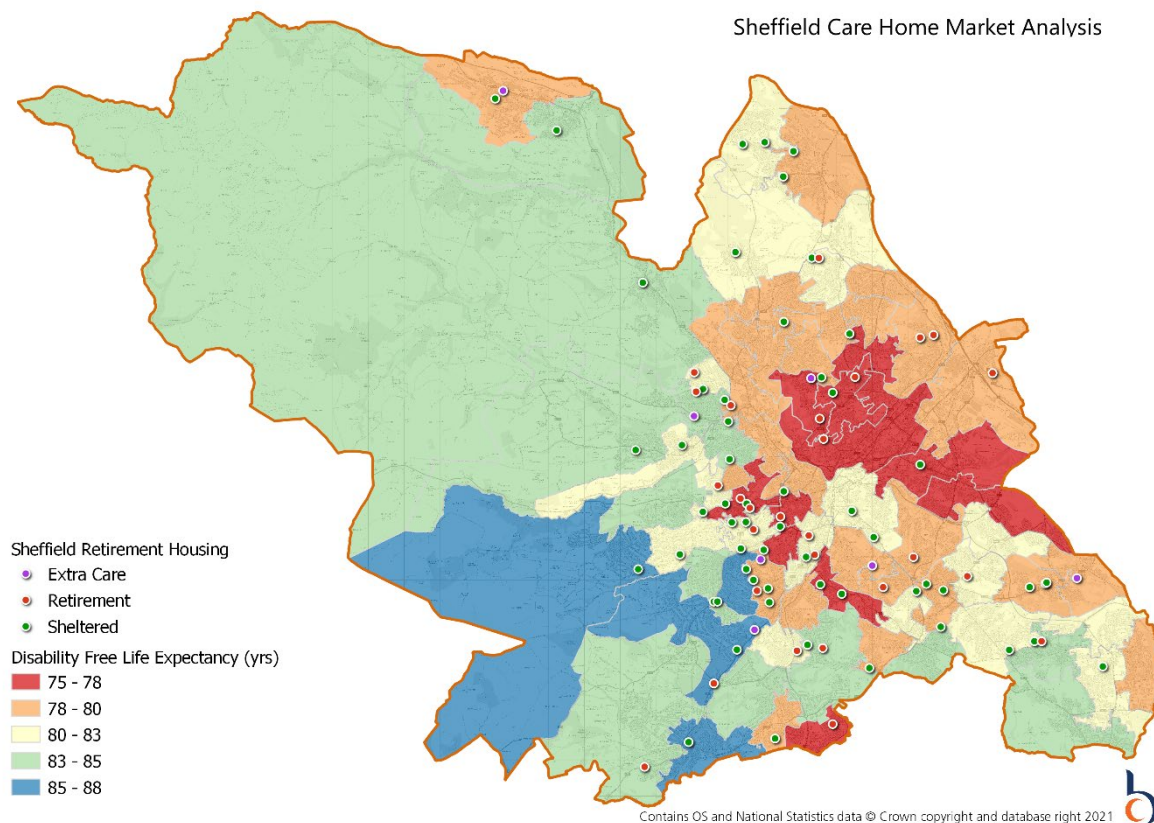 Sheffield Care Home Market Analysis
Sheffield Retirement Housing
Extra Care
Retirement
Sheltered
Disability Free Life Expectancy (yrs)
75 - 78
78 - 80
80 - 83
83 - 85
85 - 88
Contains OS and National Statistics data © Crown copyright and database right 2021